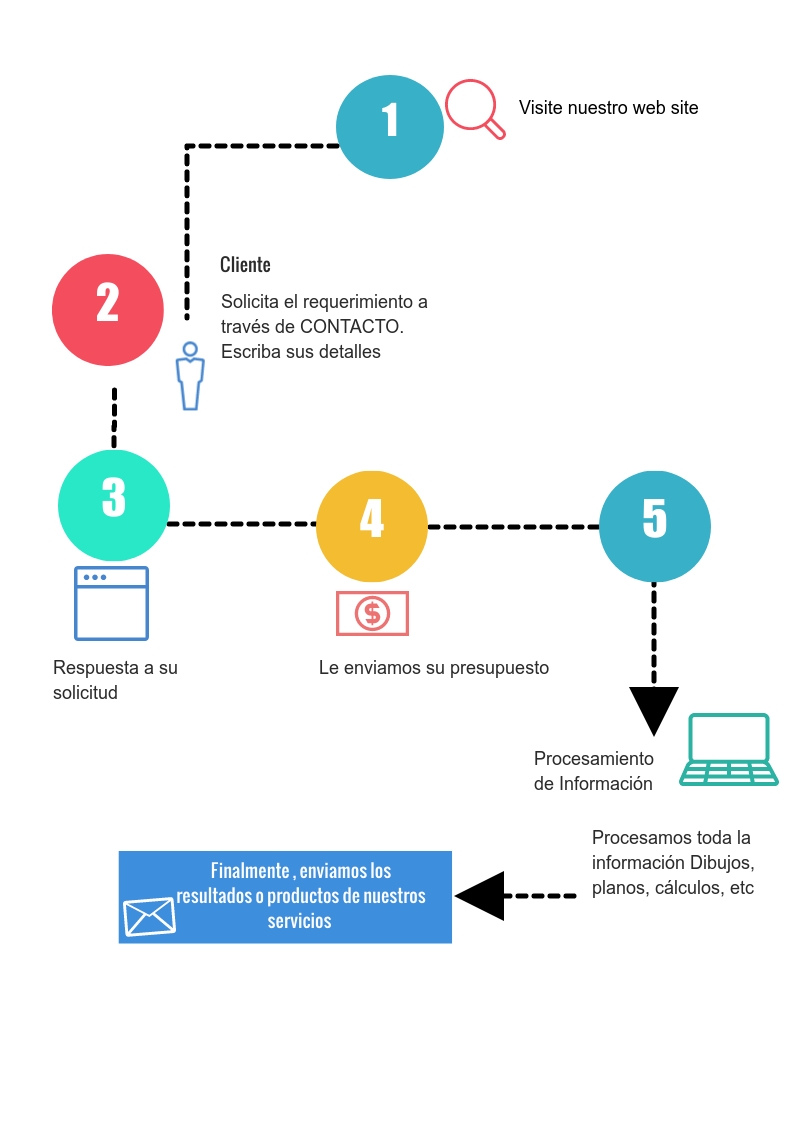 1
Visite nuestro web site
2
Cliente
Solicita el requerimiento a
través de CONTACTO.
Escriba sus detalles
3
4
5
$
Respuesta a su
solicitud
Le enviamos su presupuesto
Procesamiento
de Información
Procesamos toda la
información Dibujos,
planos, cálculos, etc
Finalmente , enviamos los
resultados o productos de nuestros
servicios